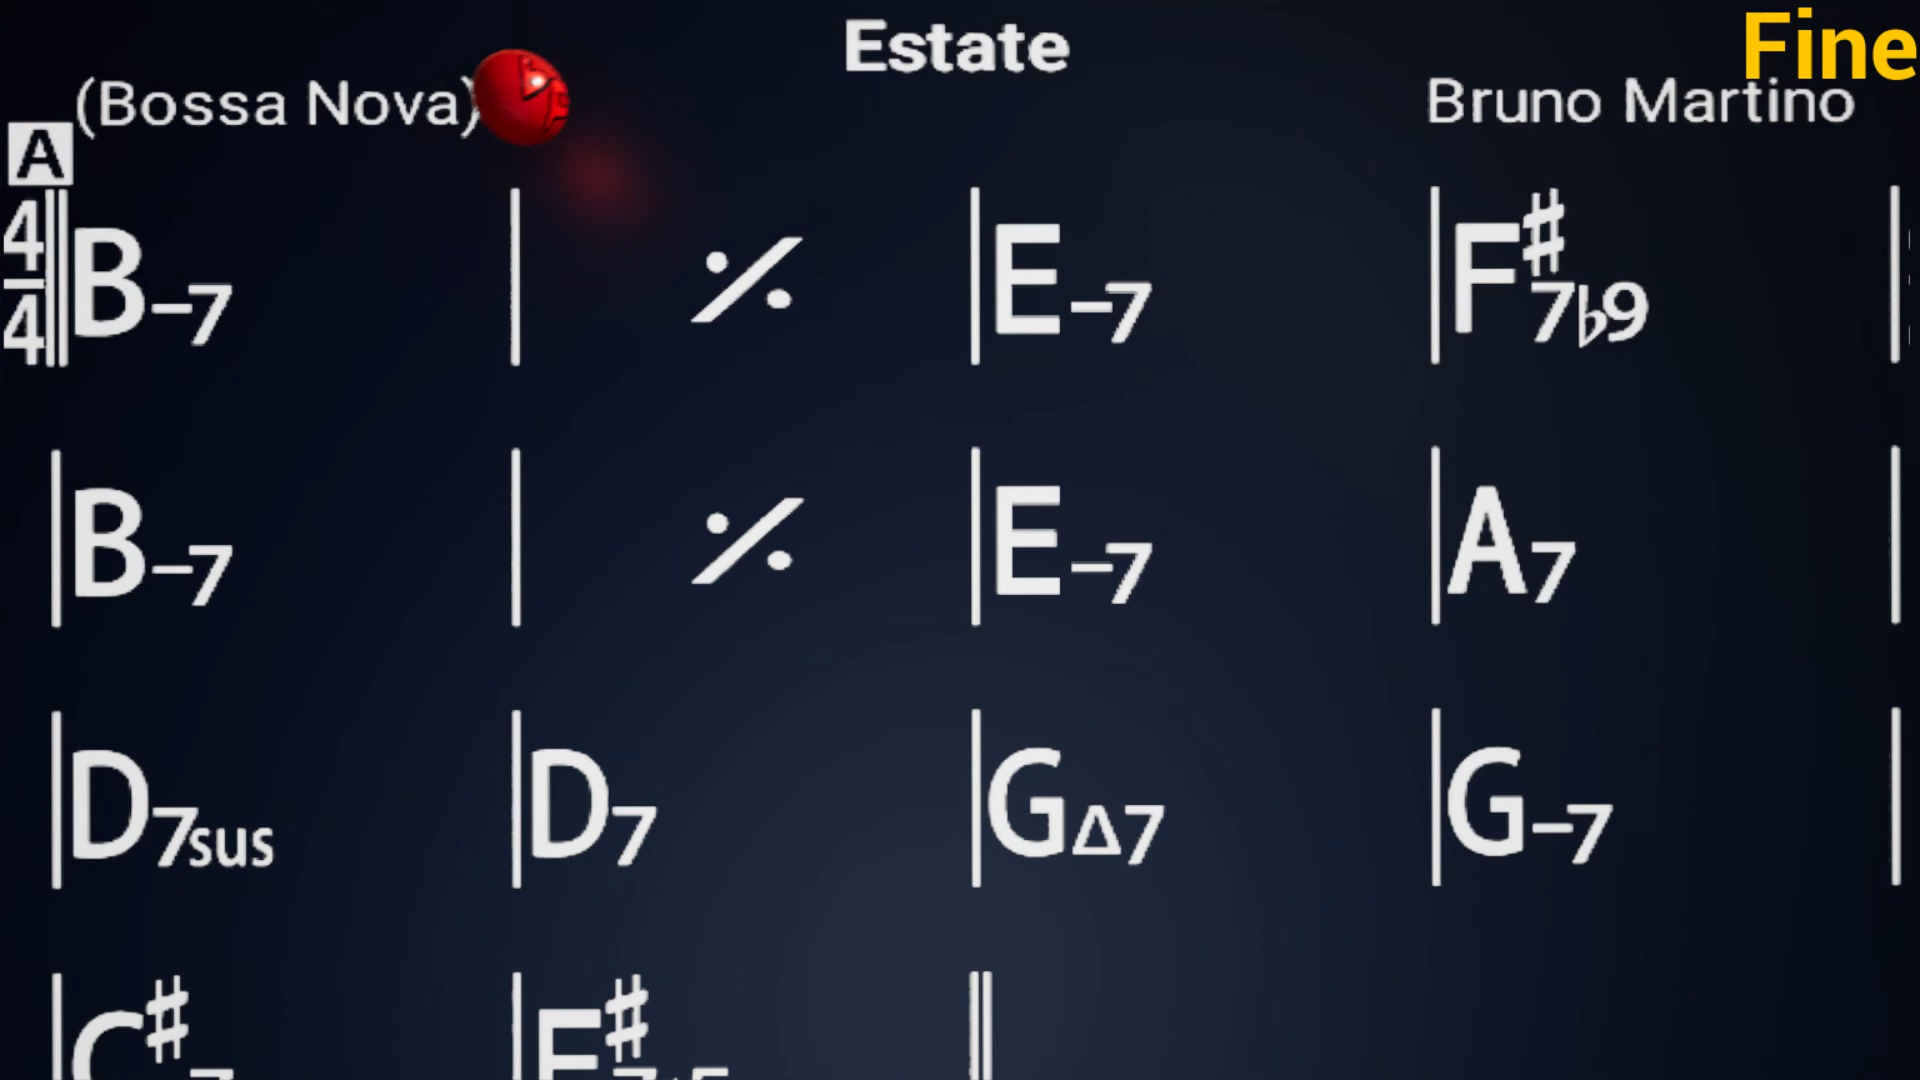 Estate
Fine
(Bossa Nova)
Bruno Martino
A
4/4 B–7 | 𝄎 | E–7 | F♯7♭9 |
| B–7 | 𝄎 | E–7 | A7 |
| D7sus | D7 | GΔ7 | G–7 |